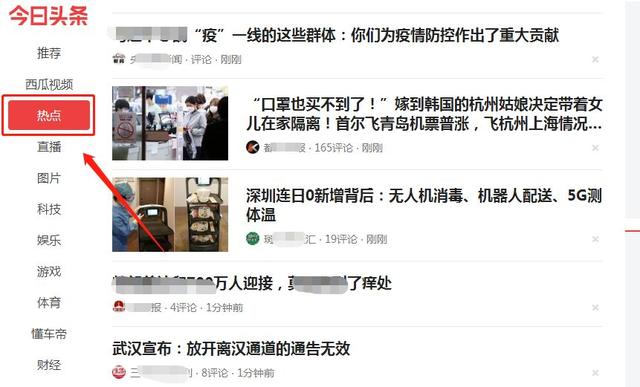 今日头条
推荐
西瓜视频
热点
直播
图片
科技
娱乐
游戏
体育
懂车帝
财经
“疫”一线的这些群体：你们为疫情防控作出了重大贡献
闻 · 评论 · 刚刚
“口罩也买不到了！”嫁到韩国的杭州姑娘决定带着女
儿在家隔离！首尔飞青岛机票普涨，飞杭州上海情况...
都 报 · 165评论 · 刚刚
深圳连日0新增背后：无人机消毒、机器人配送、5G测
体温
汇 · 19评论 · 刚刚
00万人迎接，莫 了痒处
报 · 4评论 · 1分钟前
武汉宣布：放开离汉通道的通告无效
三 · 8评论 · 1分钟前